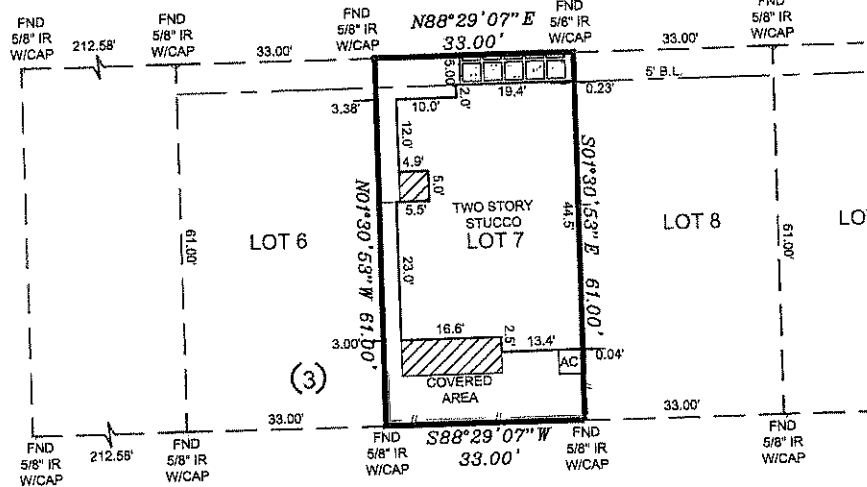 FND
5/8" IR
W/CAP
212.58'
FND
5/8" IR
W/CAP
33.00'
FND
5/8" IR
W/CAP
N88°29'07"E
33.00'
FND
5/8" IR
W/CAP
33.00'
FND
5/8" IR
W/CAP
5.00'
5' B.L.
3.38'
10.0'
2.0'
19.4'
0.23'
12.0'
4.9'
5.0'
5.5'
N01°30'53"W 61.00'
TWO STORY
STUCCO
LOT 7
44.5'
S01°30'53"E 61.00'
LOT 6
LOT 8
LO
61.00'
61.00'
23.0'
3.00'
16.6'
2.5'
13.4'
0.04'
AC
(3)
COVERED
AREA
33.00'
S88°29'07"W
33.00'
33.00'
212.58'
FND
5/8" IR
W/CAP
FND
5/8" IR
W/CAP
FND
5/8" IR
W/CAP
FND
5/8" IR
W/CAP
FND
5/8" IR
W/CAP